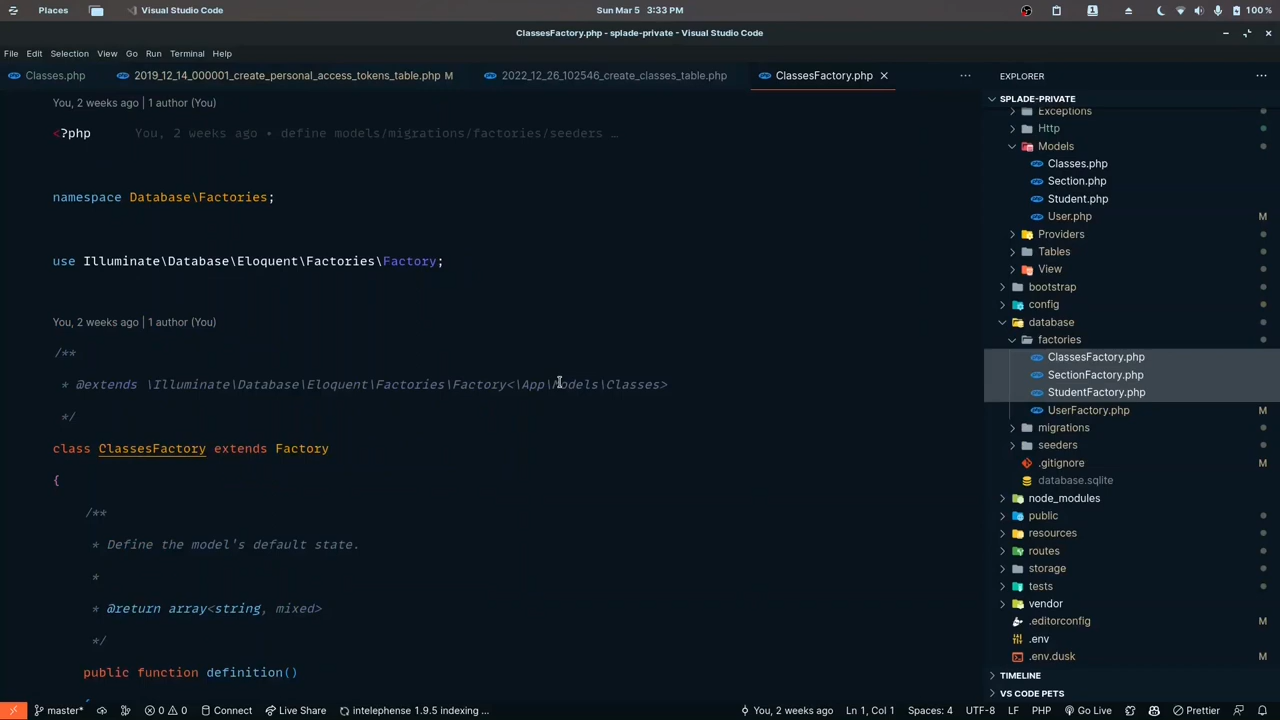 Places
Visual Studio Code
Sun Mar 5 3:33 PM
100 %
ClassesFactory.php - splade-private - Visual Studio Code
File Edit Selection View Go Run Terminal Help
Classes.php
2019_12_14_000001_create_personal_access_tokens_table.php M
2022_12_26_102546_create_classes_table.php
ClassesFactory.php
You, 2 weeks ago | 1 author (You)
<?php You, 2 weeks ago • define models/migrations/factories/seeders …
namespace Database\Factories;
use Illuminate\Database\Eloquent\Factories\Factory;
You, 2 weeks ago | 1 author (You)
/**
* @extends \Illuminate\Database\Eloquent\Factories\Factory<\App\Models\Classes>
*/
class ClassesFactory extends Factory
{
/**
* Define the model's default state.
*
* @return array<string, mixed>
*/
public function definition()
{
EXPLORER
SPLADE-PRIVATE
Exceptions
Http
Models
Classes.php
Section.php
Student.php
User.php M
Providers
Tables
View
bootstrap
config
database
factories
ClassesFactory.php
SectionFactory.php
StudentFactory.php
UserFactory.php M
migrations
seeders
.gitignore M
database.sqlite
node_modules
public
resources
routes
storage
tests
vendor
.editorconfig M
.env
.env.dusk M
TIMELINE
VS CODE PETS
master* 0 0 Connect Live Share intelephense 1.9.5 indexing ... You, 2 weeks ago Ln 1, Col 1 Spaces: 4 UTF-8 LF PHP Go Live Prettier